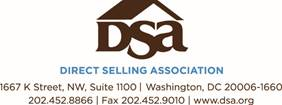 DSA
DIRECT SELLING ASSOCIATION
1667 K Street, NW, Suite 1100 | Washington, DC 20006-1660
202.452.8866 | Fax 202.452.9010 | www.dsa.org